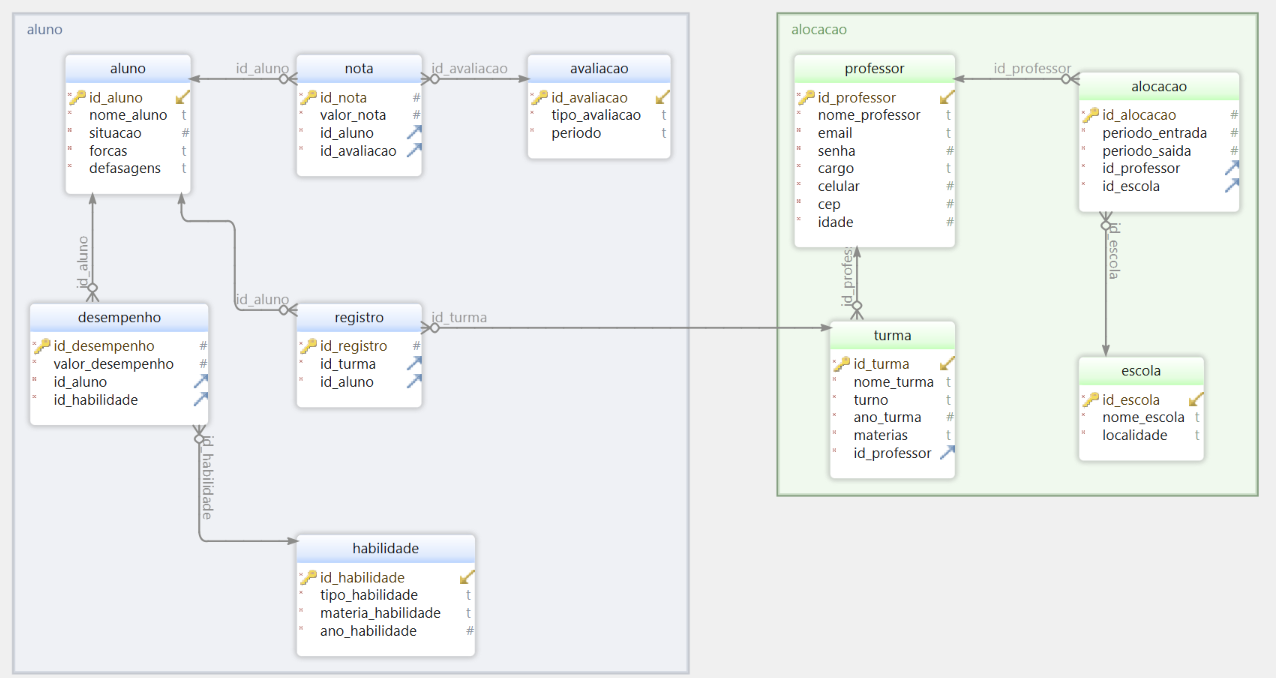 aluno
aluno
id_aluno
nome_aluno t
situacao #
forcas t
defasagens t
id_aluno
nota
id_nota #
valor_nota #
id_aluno
id_avaliacao
id_avaliacao
avaliacao
id_avaliacao
tipo_avaliacao t
periodo t
id_aluno
desempenho
id_desempenho #
valor_desempenho #
id_aluno
id_habilidade
id_aluno
registro
id_registro #
id_turma
id_aluno
id_turma
id_habilidade
habilidade
id_habilidade
tipo_habilidade t
materia_habilidade t
ano_habilidade #
alocacao
professor
id_professor
nome_professor t
email t
senha #
cargo t
celular #
cep #
idade #
id_professor
alocacao
id_alocacao #
periodo_entrada #
periodo_saida #
id_professor
id_escola
id_profes
turma
id_turma
nome_turma t
turno t
ano_turma #
materias t
id_professor
id_escola
escola
id_escola
nome_escola t
localidade t